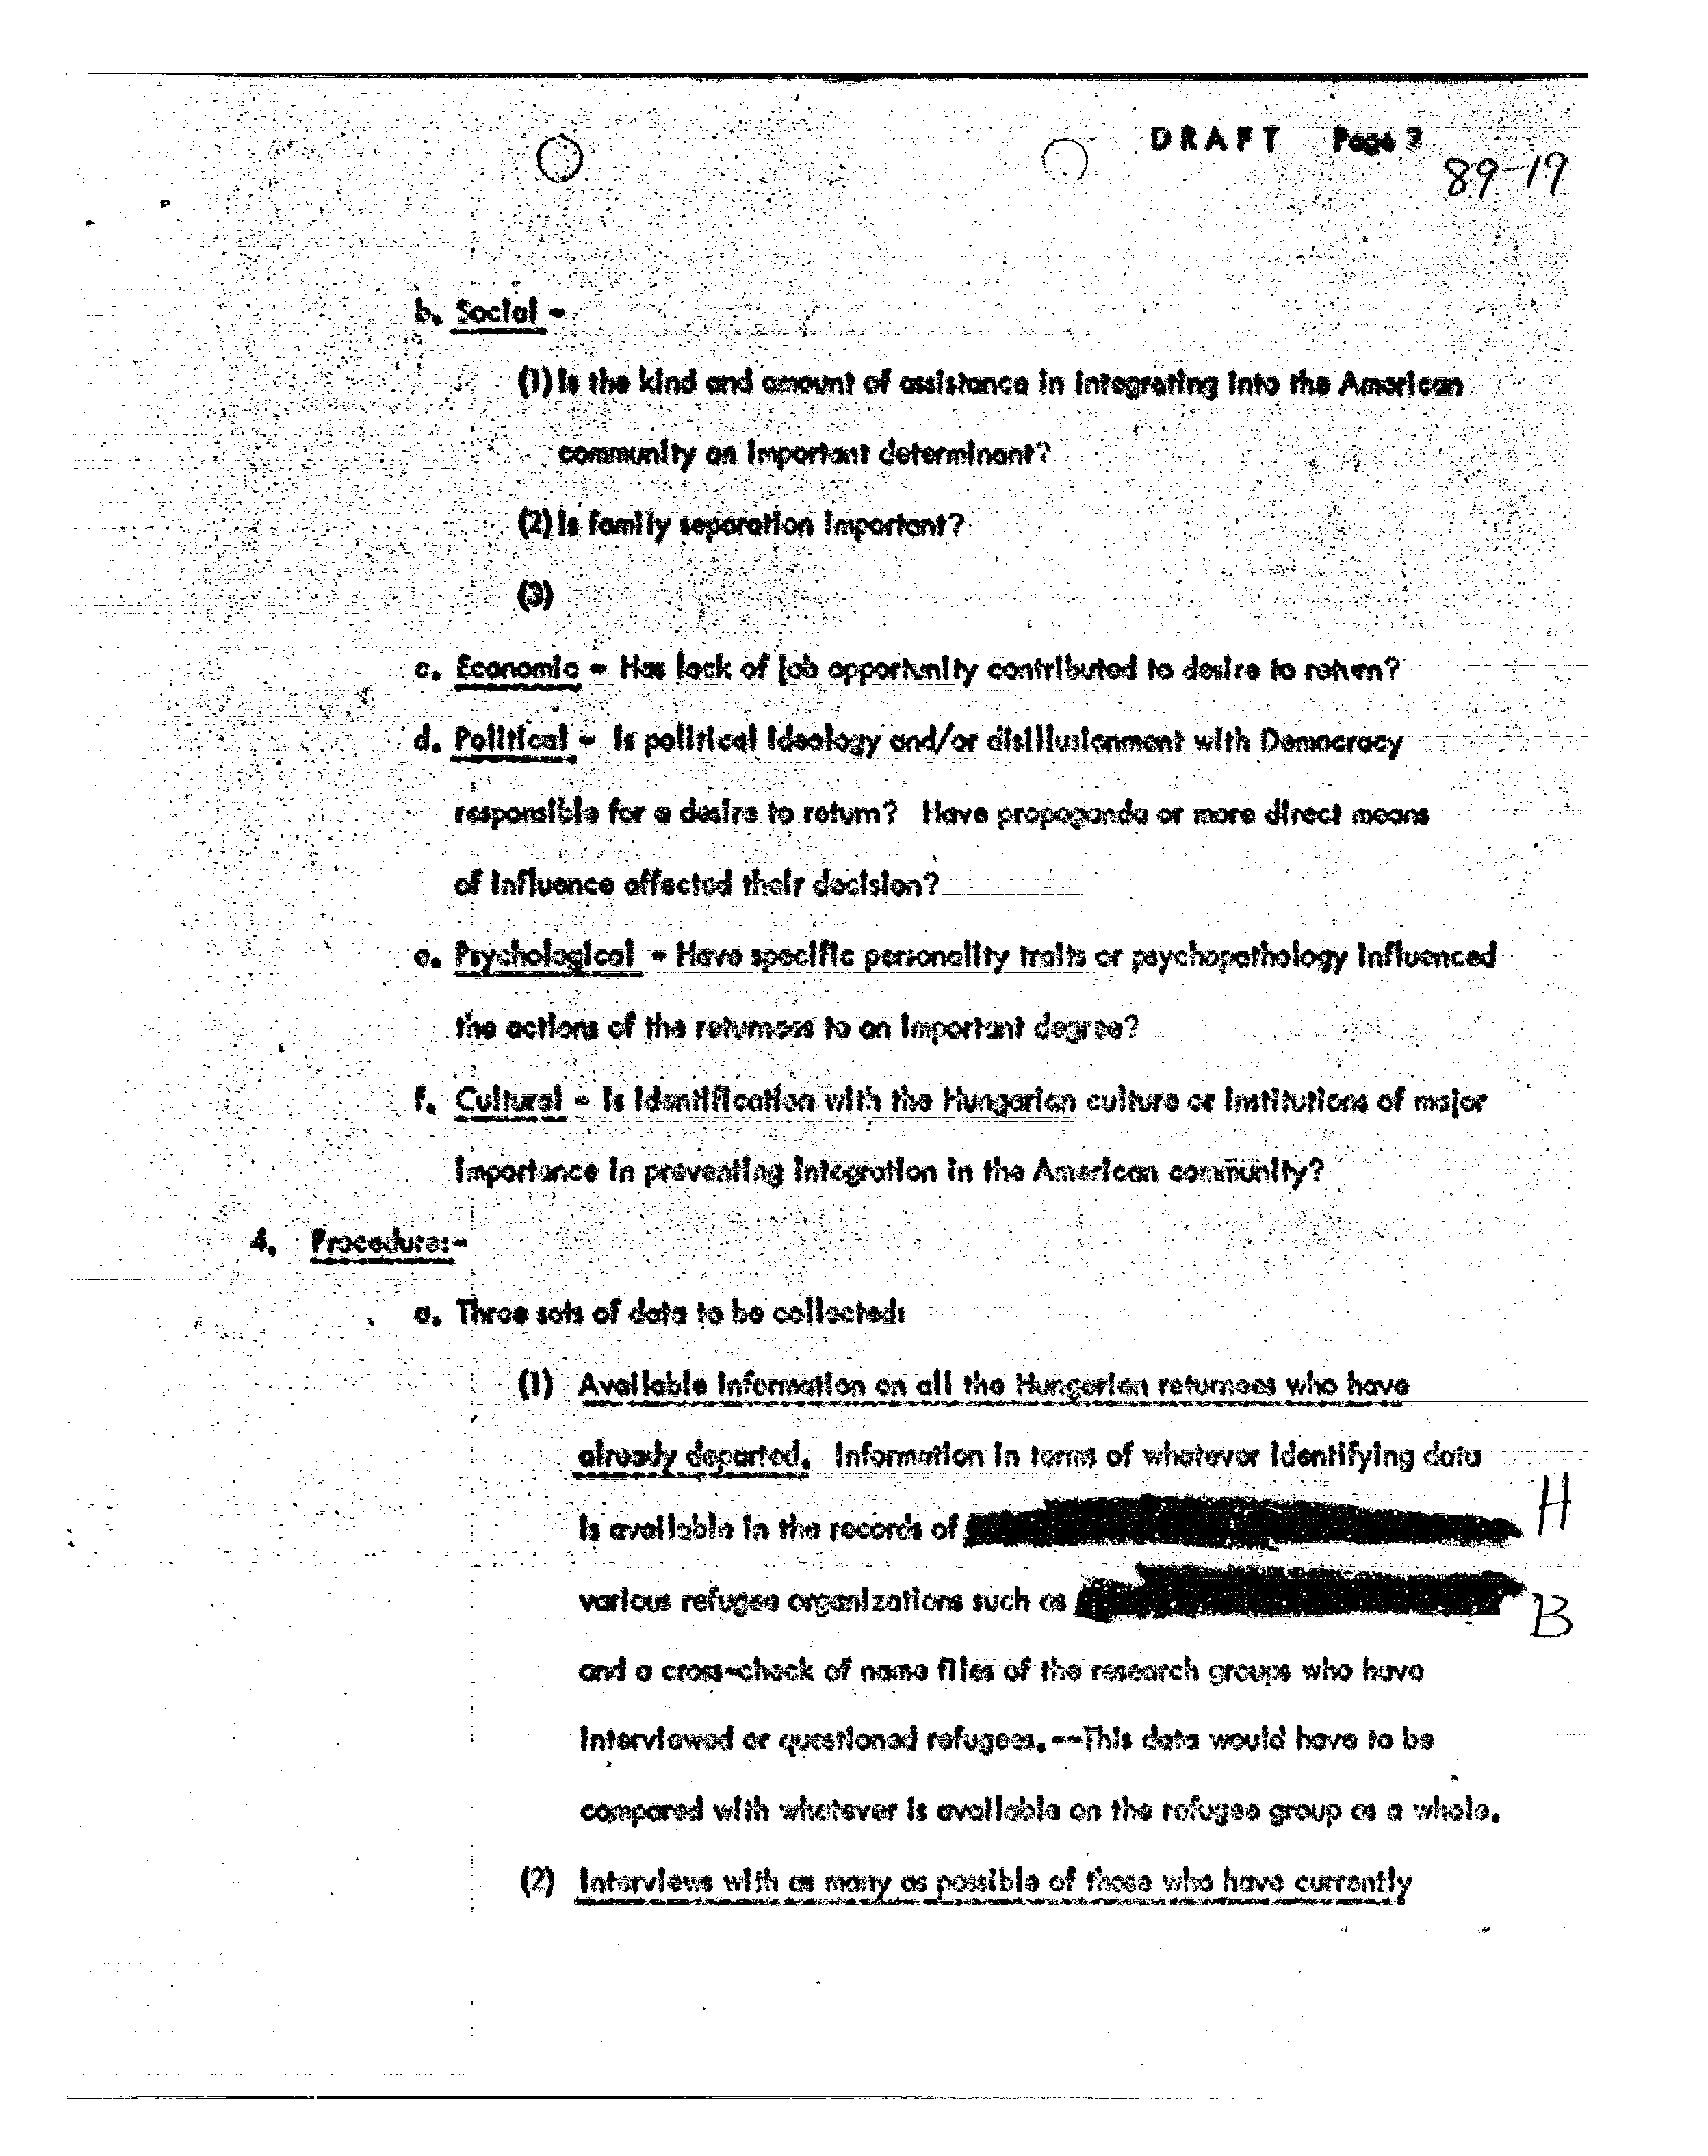 DRAFT Page 2
89-19
b. Social -
(1) Is the kind and amount of assistance in integrating into the American
community an important determinant?
(2) Is family separation important?
(3)
c. Economic - Has lack of job opportunity contributed to desire to return?
d. Political - Is political ideology and/or disillusionment with Democracy
responsible for a desire to return? Have propaganda or more direct means
of influence affected their decision?
e. Psychological - Have specific personality traits or psychopathology influenced
the actions of the returnees to an important degree?
f. Cultural - Is identification with the Hungarian culture or institutions of major
importance in preventing integration in the American community?
4. Procedure:-
a. Three sets of data to be collected:
(1) Available information on all the Hungarian returnees who have
already departed. Information in terms of whatever identifying data
is available in the records of
H
various refugee organizations such as
B
and a cross-check of name files of the research groups who have
interviewed or questioned refugees. --This data would have to be
compared with whatever is available on the refugee group as a whole.
(2) Interviews with as many as possible of those who have currently